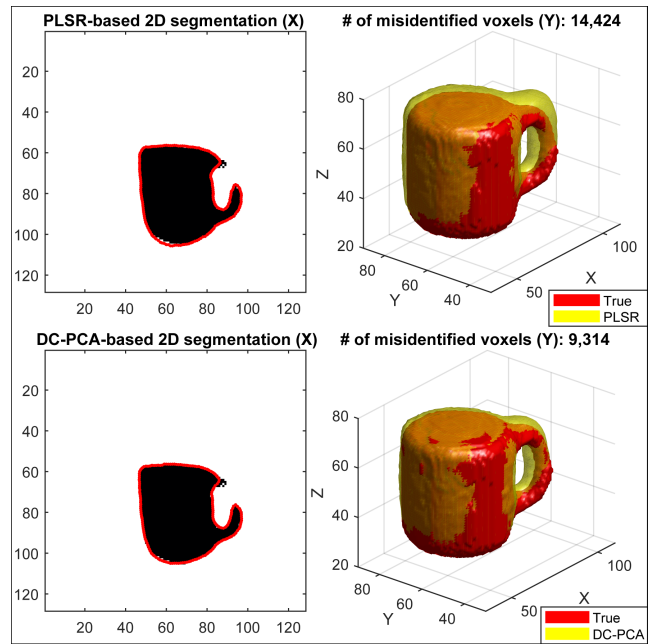 PLSR-based 2D segmentation (X)
# of misidentified voxels (Y): 14,424
20
40
60
80
100
120
20 40 60 80 100 120
80
60
40
20
Z
80 60 40
Y
50 100
X
True
PLSR
DC-PCA-based 2D segmentation (X)
# of misidentified voxels (Y): 9,314
20
40
60
80
100
120
20 40 60 80 100 120
80
60
40
20
Z
80 60 40
Y
50 100
X
True
DC-PCA